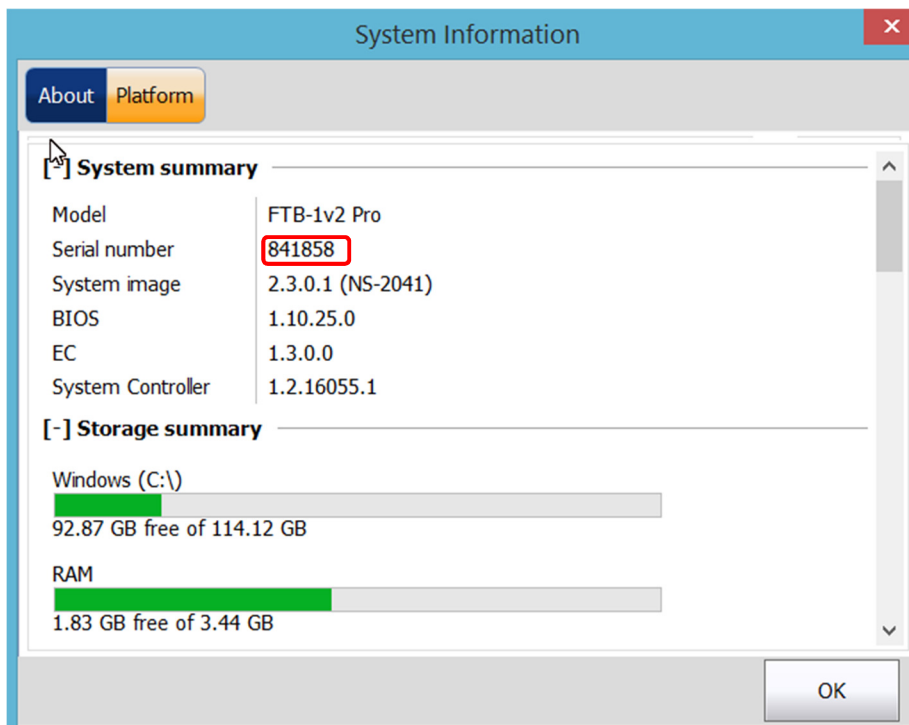 System Information
About Platform
[-] System summary
Model FTB-1v2 Pro
Serial number 841858
System image 2.3.0.1 (NS-2041)
BIOS 1.10.25.0
EC 1.3.0.0
System Controller 1.2.16055.1
[-] Storage summary
Windows (C:\)
92.87 GB free of 114.12 GB
RAM
1.83 GB free of 3.44 GB
OK